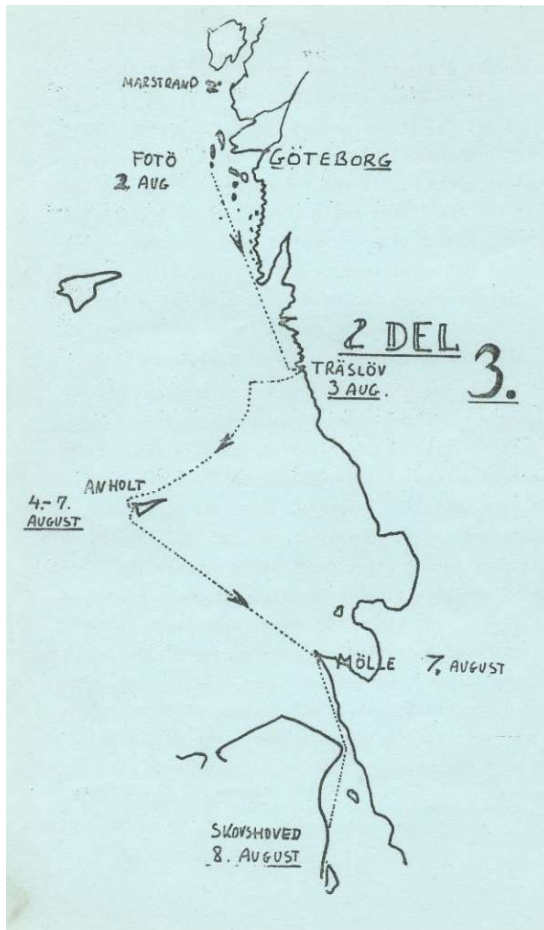 MARSTRAND 2.
FOTÖ
2. AUG
GÖTEBORG
2 DEL
3.
TRÄSLÖV
3 AUG.
ANHOLT
4.-7.
AUGUST
MÖLLE 7. AUGUST
SKOVSHOVED
8. AUGUST